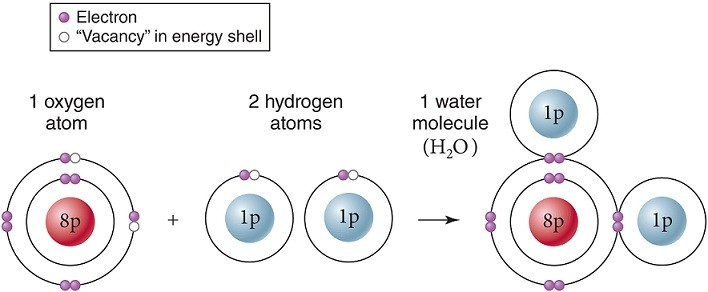 Electron
“Vacancy” in energy shell
1 oxygen
atom
2 hydrogen
atoms
1 water
molecule
(H₂O)
8p
+
1p
1p
1p
8p
1p